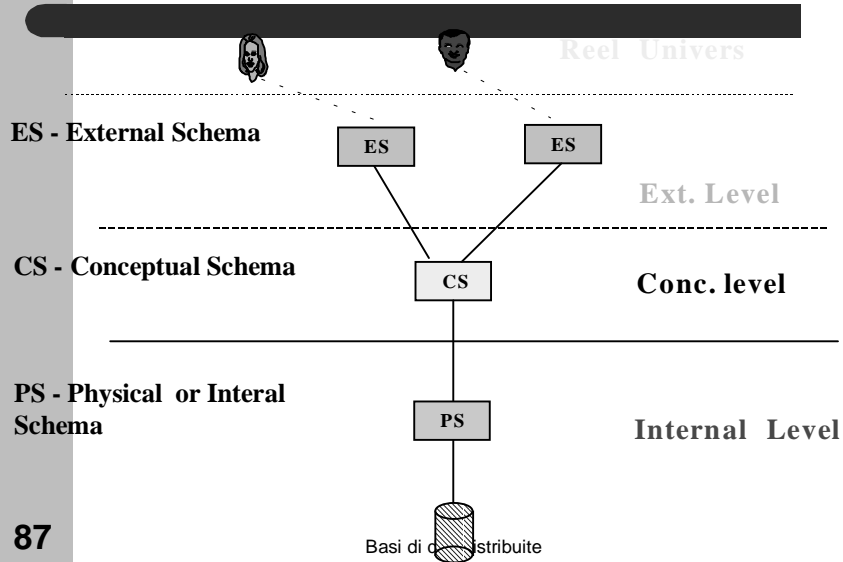 Reel Univers
ES - External Schema
ES
ES
Ext. Level
CS - Conceptual Schema
CS
Conc. level
PS - Physical or Interal
Schema
PS
Internal Level
87
Basi di